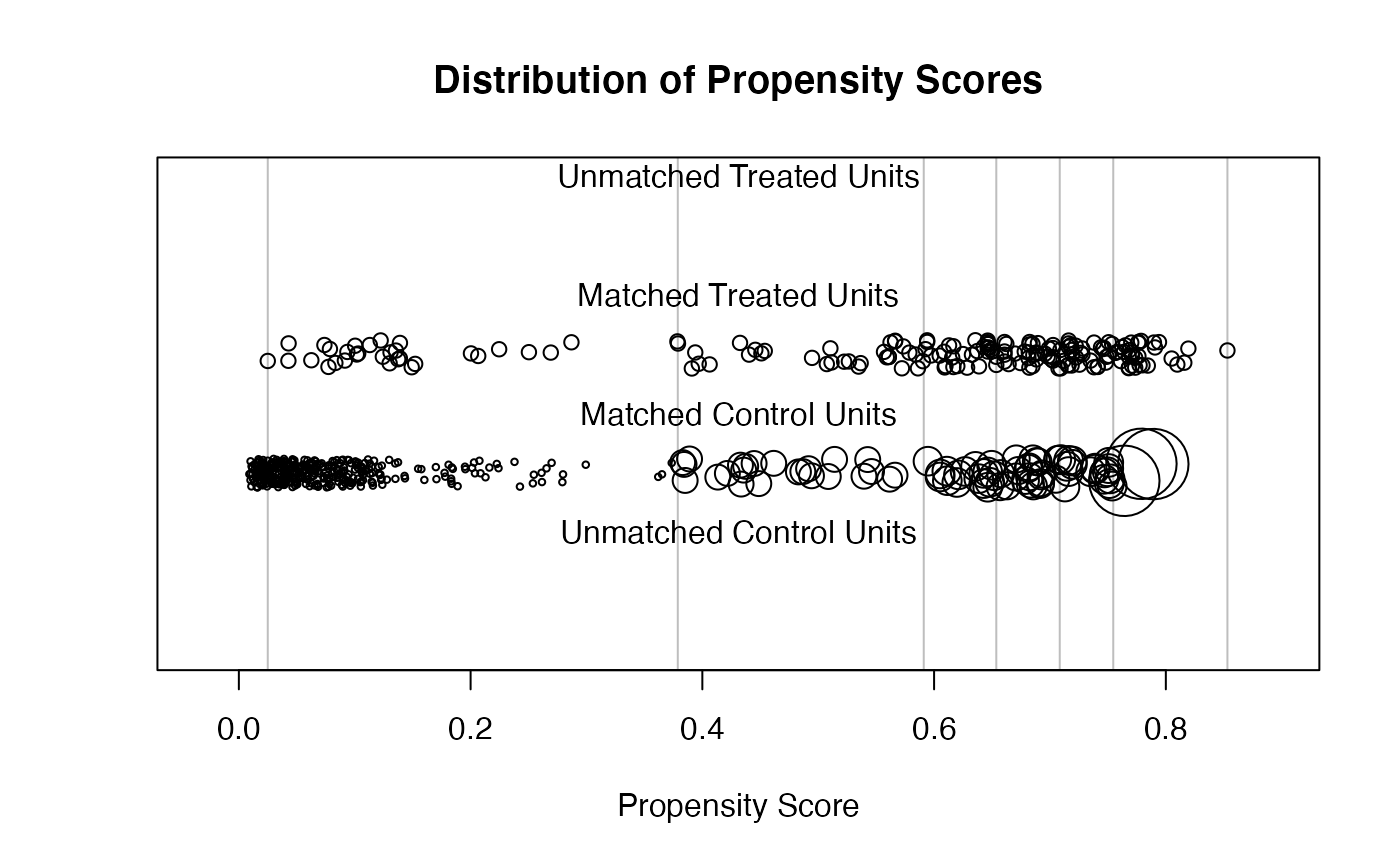 Distribution of Propensity Scores
Unmatched Treated Units
Matched Treated Units
Matched Control Units
Unmatched Control Units
0.0 0.2 0.4 0.6 0.8
Propensity Score